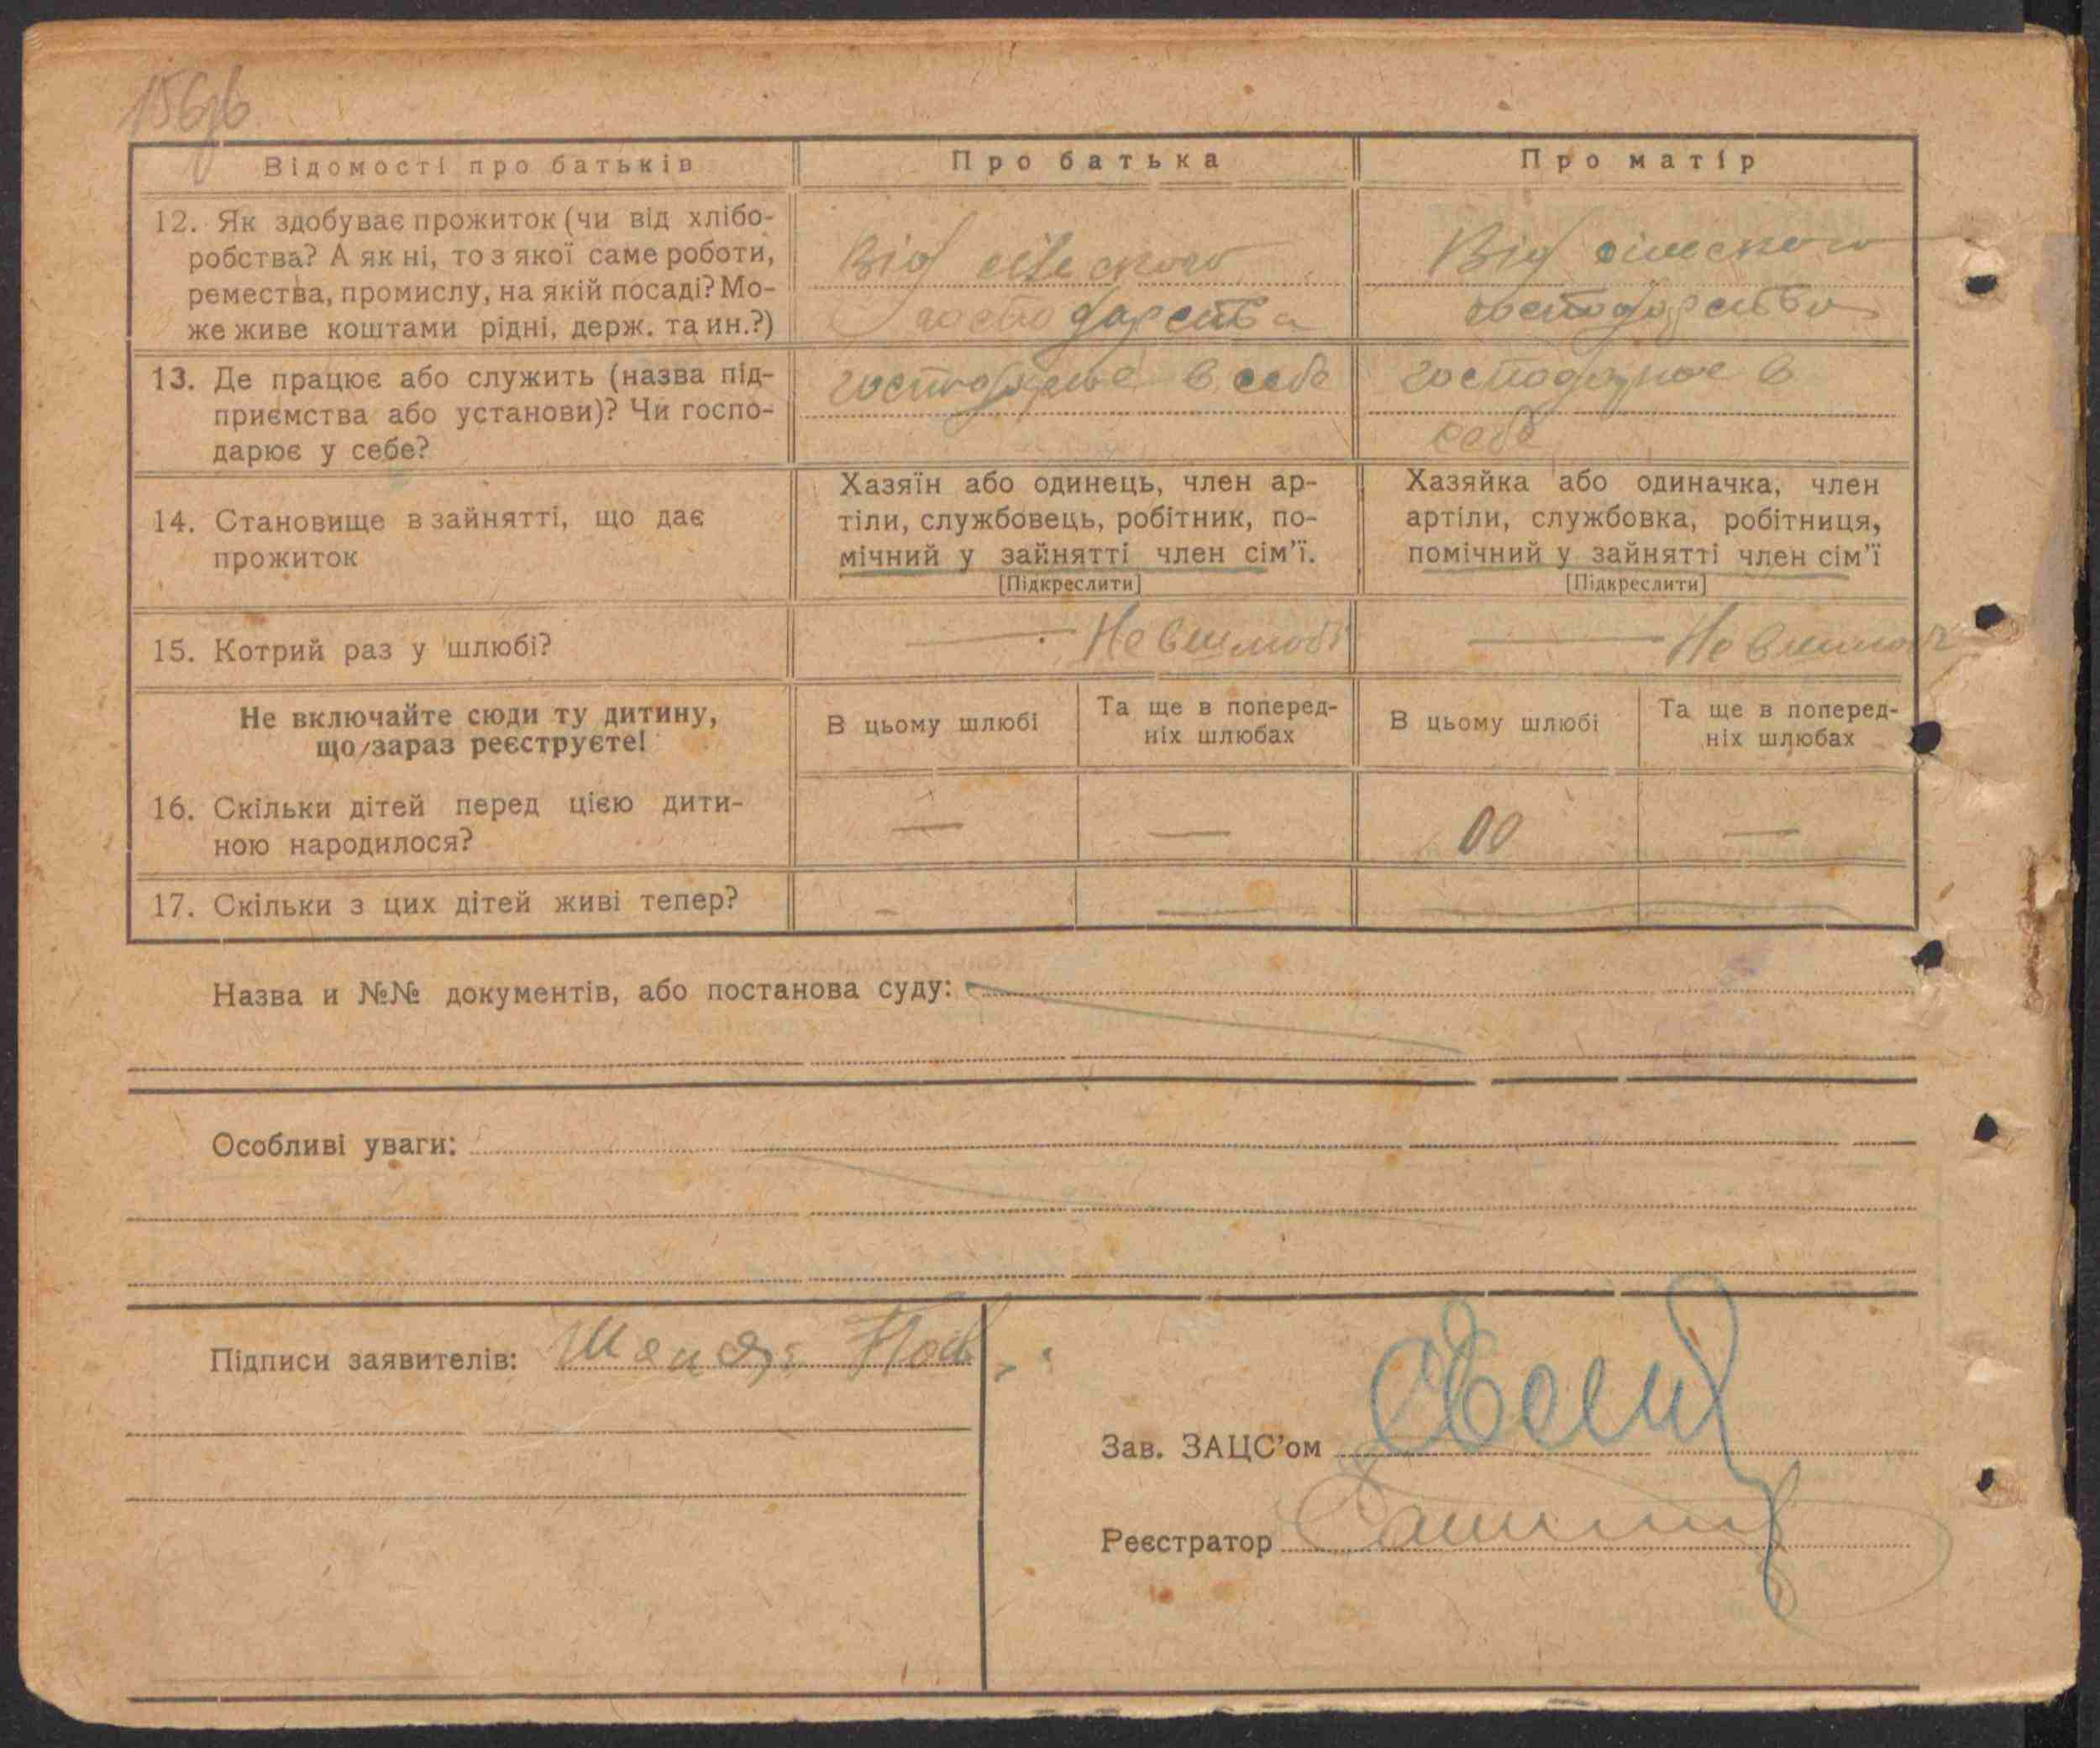 Відомості про батьків
Про батька
Про матір
12. Як здобуває прожиток (чи від хлібо-
робства? А як ні, то з якої саме роботи,
ремества, промислу, на якій посаді? Мо-
же живе коштами рідні, держ. та ин.?)
Від сільского
господарства
Від сільского
господарства
13. Де працює або служить (назва під-
приємства або установи)? Чи госпо-
дарює у себе?
господарює в себе
господарює в
себе
14. Становище в зайнятті, що дає
прожиток
Хазяїн або одинець, член ар-
тіли, службовець, робітник, по-
мічний у зайнятті член сім'ї.
[Підкреслити]
Хазяйка або одиначка, член
артіли, службовка, робітниця,
помічний у зайнятті член сім'ї
[Підкреслити]
15. Котрий раз у шлюбі?
— Не в шлюбі
— Не в шлюбі
Не включайте сюди ту дитину,
що зараз реєструєте!
В цьому шлюбі
Та ще в поперед-
ніх шлюбах
В цьому шлюбі
Та ще в поперед-
ніх шлюбах
16. Скільки дітей перед цією дити-
ною народилося?
—
—
00
—
17. Скільки з цих дітей живі тепер?
—
—
—
Назва и №№ документів, або постанова суду:
Особливі уваги:
Підписи заявителів:
Зав. ЗАЦС'ом
Реєстратор